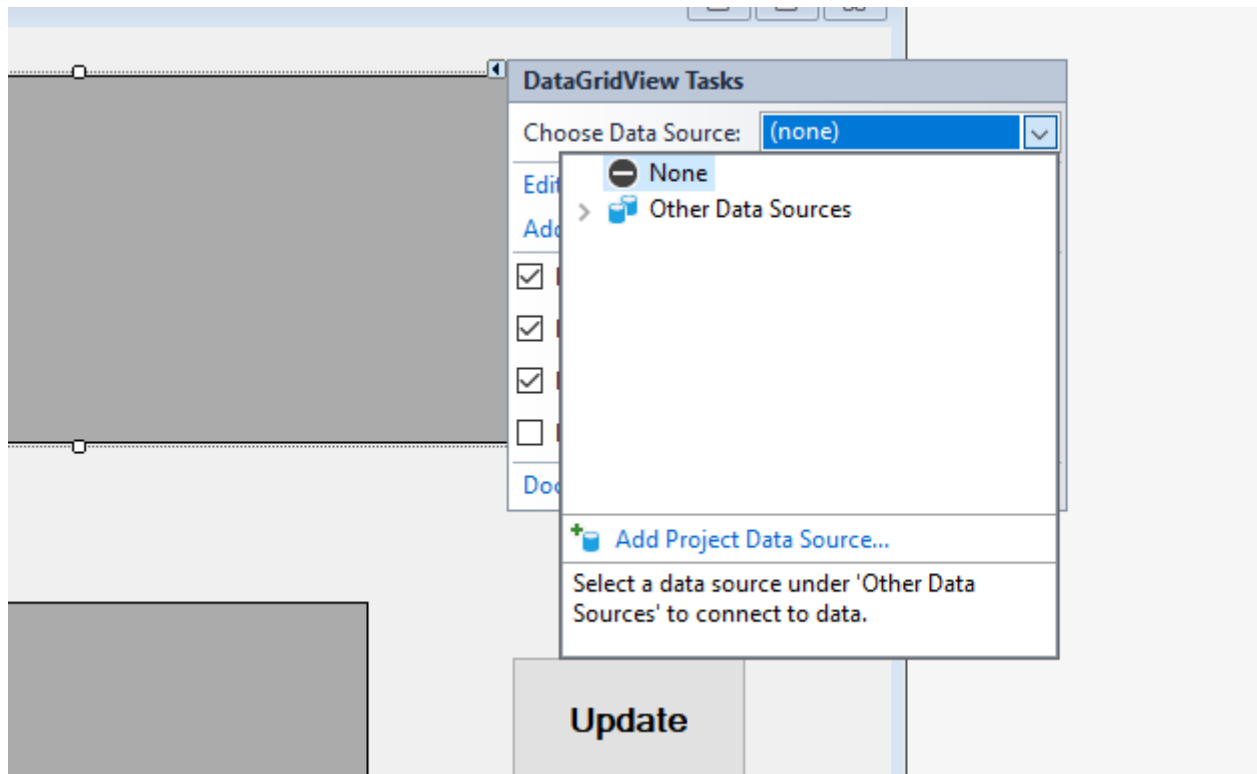 DataGridView Tasks
Choose Data Source: (none)
None
Other Data Sources
Add Project Data Source...
Select a data source under 'Other Data
Sources' to connect to data.
Update